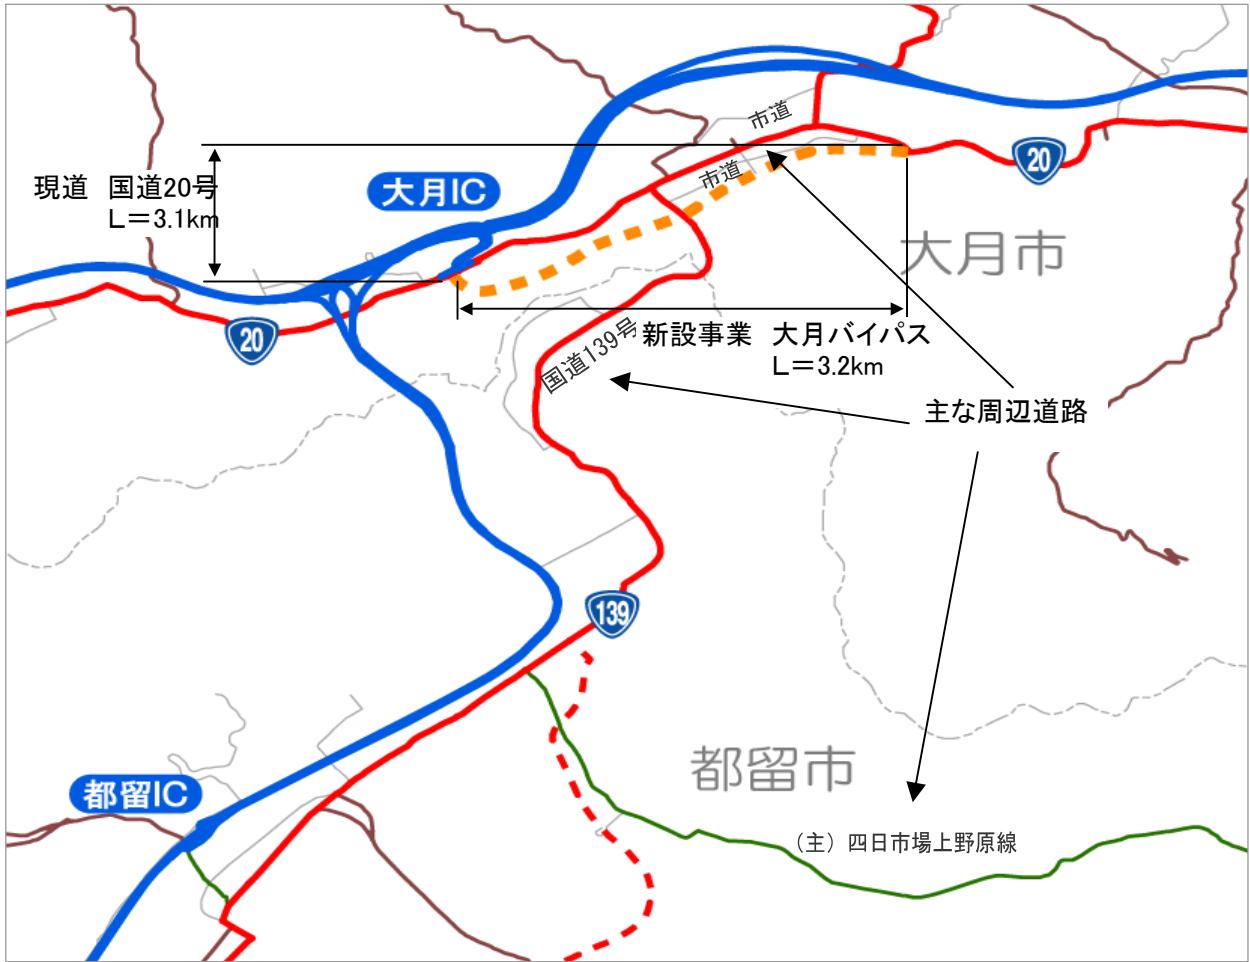 市道
20
現道 国道20号
L=3.1km
大月IC
市道
大月市
20
国道139号
新設事業 大月バイパス
L=3.2km
主な周辺道路
139
都留市
都留IC
(主)四日市場上野原線